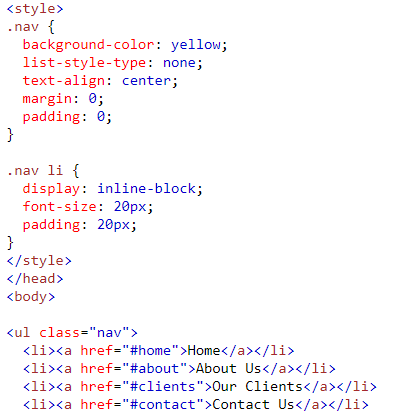 <style>
.nav {
  background-color: yellow;
  list-style-type: none;
  text-align: center;
  margin: 0;
  padding: 0;
}

.nav li {
  display: inline-block;
  font-size: 20px;
  padding: 20px;
}
</style>
</head>
<body>

<ul class="nav">
  <li><a href="#home">Home</a></li>
  <li><a href="#about">About Us</a></li>
  <li><a href="#clients">Our Clients</a></li>
  <li><a href="#contact">Contact Us</a></li>